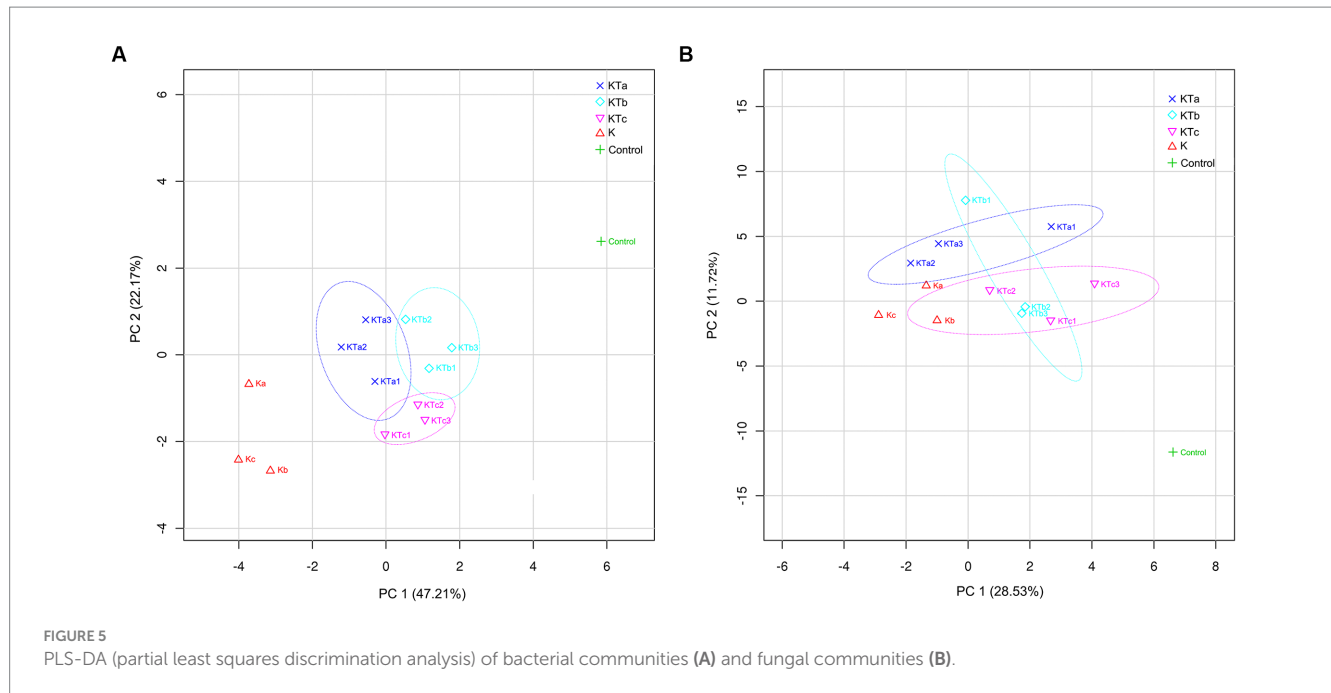 A
KTa
KTb
KTc
K
Control
6
4
2
0
-2
-4
PC 2 (22.17%)
Control
KTa3
KTb2
KTa2
KTb3
KTb1
KTa1
Ka
KTc2
KTc3
KTc1
Kc
Kb
-4
-2
0
2
4
6
PC 1 (47.21%)
B
KTa
KTb
KTc
K
Control
15
10
5
0
-5
-10
-15
PC 2 (11.72%)
KTb1
KTa1
KTa3
KTa2
Ka
KTc2
KTc3
KTb2
KTb3
Kc
Kb
KTc1
Control
-6
-4
-2
0
2
4
6
8
PC 1 (28.53%)
FIGURE 5
PLS-DA (partial least squares discrimination analysis) of bacterial communities (A) and fungal communities (B).